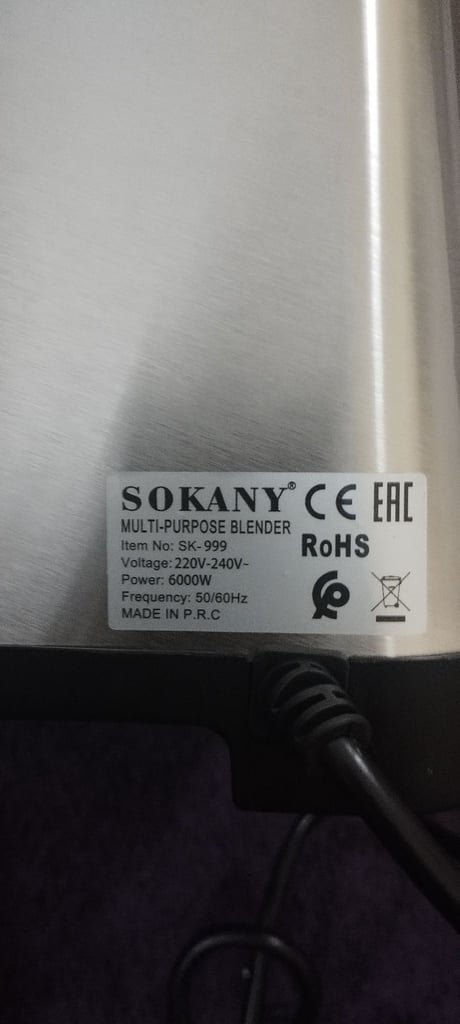 SOKANY® CE EAC
MULTI-PURPOSE BLENDER
Item No: SK-999
RoHS
Voltage: 220V-240V~
Power: 6000W
Frequency: 50/60Hz
MADE IN P.R.C